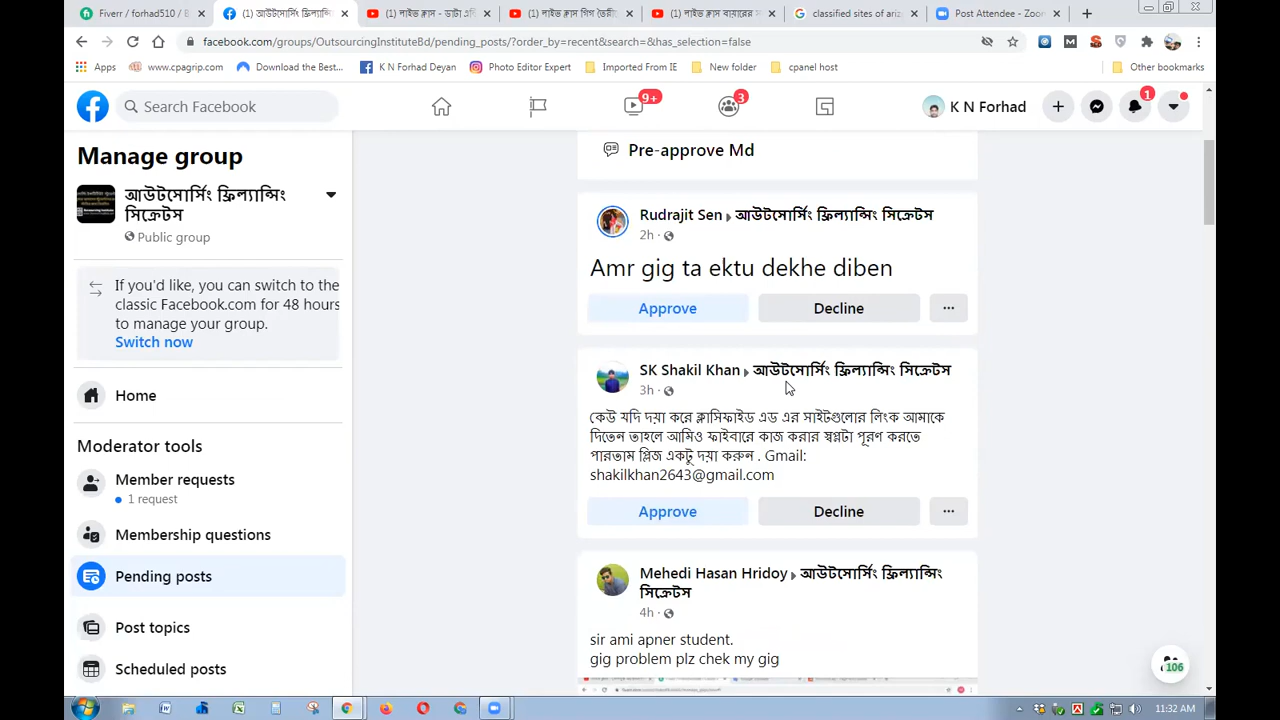 Fiverr / forhad510 / B
(1) আউটসোর্সিং ফ্রিল্যান্সি
(1) লাইভ ক্লাস - ডাটা এন্ট্রি
(1) লাইভ ক্লাস গিগ তৈরী
(1) লাইভ ক্লাস বায়ারের
classified sites of ariz
Post Attendee - Zoom
facebook.com/groups/OutsourcingInstituteBd/pending_posts/?order_by=recent&search=&has_selection=false
Apps
www.cpagrip.com
Download the Best...
K N Forhad Deyan
Photo Editor Expert
Imported From IE
New folder
cpanel host
Other bookmarks
Search Facebook
9+
3
K N Forhad
1
Manage group
আউটসোর্সিং ফ্রিল্যান্সিং
সিক্রেটস
Public group
If you'd like, you can switch to the
classic Facebook.com for 48 hours
to manage your group.
Switch now
Home
Moderator tools
Member requests
1 request
Membership questions
Pending posts
Post topics
Scheduled posts
Pre-approve Md
Rudrajit Sen ▸ আউটসোর্সিং ফ্রিল্যান্সিং সিক্রেটস
2h ·
Amr gig ta ektu dekhe diben
Approve
Decline
SK Shakil Khan ▸ আউটসোর্সিং ফ্রিল্যান্সিং সিক্রেটস
3h ·
কেউ যদি দয়া করে ক্লাসিফাইড এড এর সাইটগুলোর লিংক আমাকে
দিতেন তাহলে আমিও ফাইবারে কাজ করার স্বপ্নটা পূরণ করতে
পারতাম প্লিজ একটু দয়া করুন . Gmail:
shakilkhan2643@gmail.com
Approve
Decline
Mehedi Hasan Hridoy ▸ আউটসোর্সিং ফ্রিল্যান্সিং
সিক্রেটস
4h ·
sir ami apner student.
gig problem plz chek my gig
106
11:32 AM